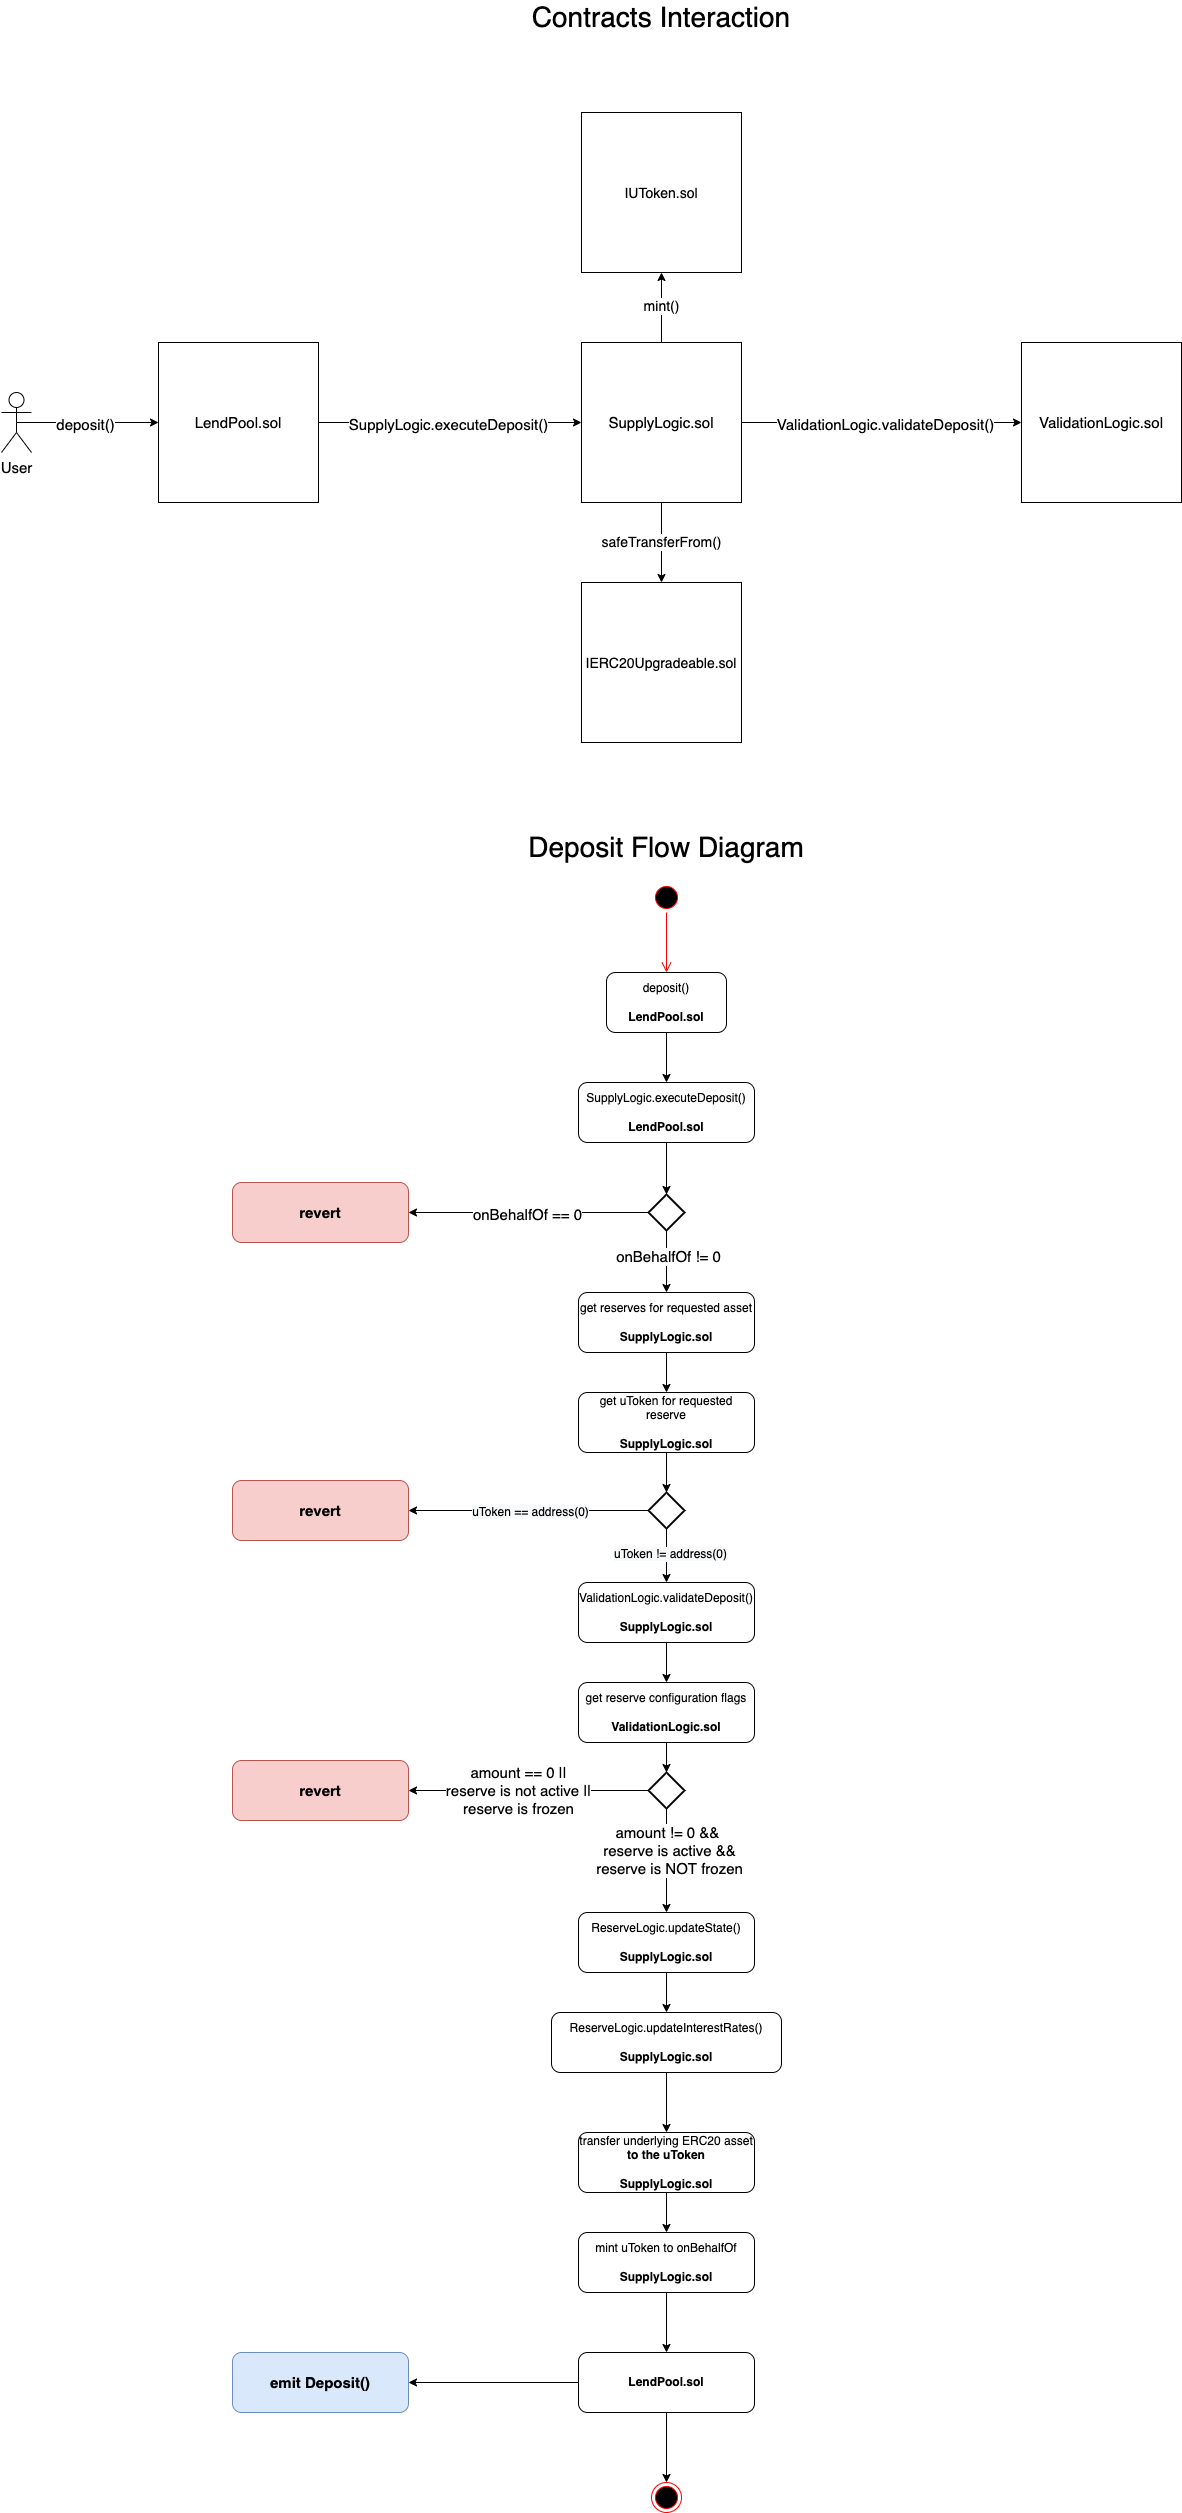 Contracts Interaction
IUToken.sol
mint()
User
deposit()
LendPool.sol
SupplyLogic.executeDeposit()
SupplyLogic.sol
ValidationLogic.validateDeposit()
ValidationLogic.sol
safeTransferFrom()
IERC20Upgradeable.sol
Deposit Flow Diagram
deposit()
LendPool.sol
SupplyLogic.executeDeposit()
LendPool.sol
revert
onBehalfOf == 0
onBehalfOf != 0
get reserves for requested asset
SupplyLogic.sol
get uToken for requested
reserve
SupplyLogic.sol
revert
uToken == address(0)
uToken != address(0)
ValidationLogic.validateDeposit()
SupplyLogic.sol
get reserve configuration flags
ValidationLogic.sol
revert
amount == 0 ||
reserve is not active ||
reserve is frozen
amount != 0 &&
reserve is active &&
reserve is NOT frozen
ReserveLogic.updateState()
SupplyLogic.sol
ReserveLogic.updateInterestRates()
SupplyLogic.sol
transfer underlying ERC20 asset
to the uToken
SupplyLogic.sol
mint uToken to onBehalfOf
SupplyLogic.sol
emit Deposit()
LendPool.sol